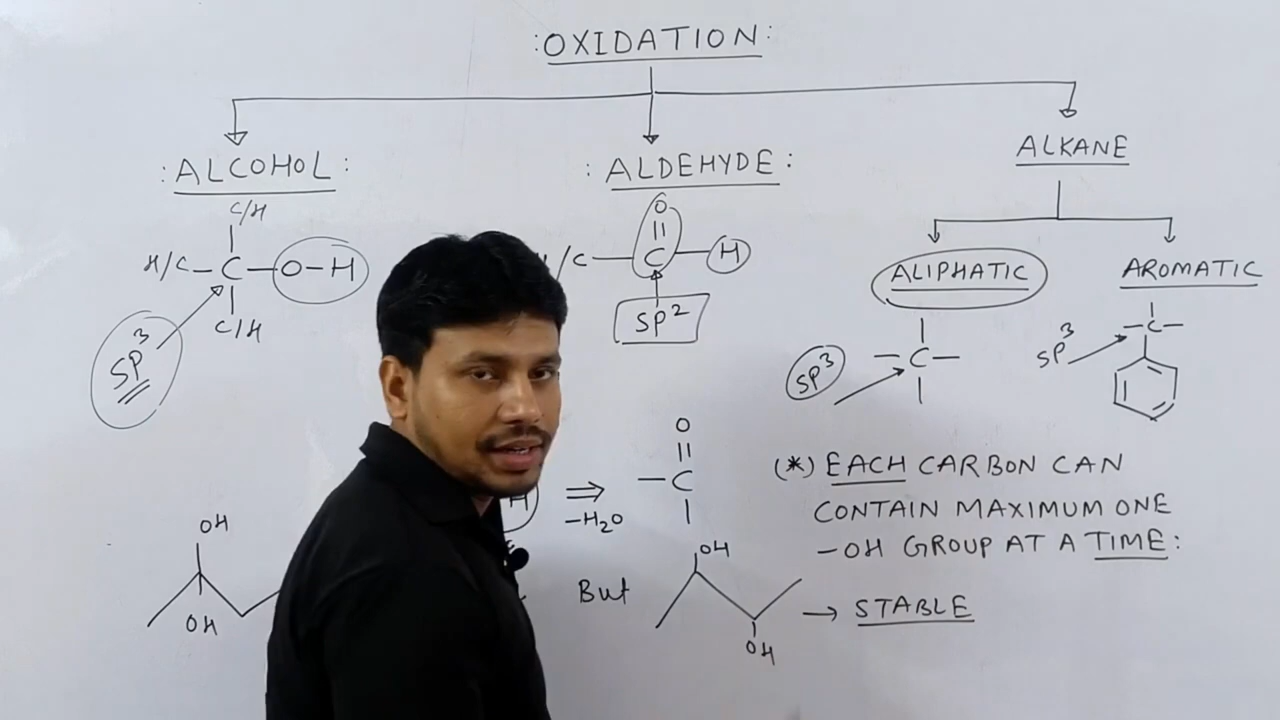 :OXIDATION:
:ALCOHOL:
:ALDEHYDE:
ALKANE
C/H
H/C-C-O-H
C/H
SP3
O
/C-C-H
SP2
ALIPHATIC
AROMATIC
-C-
SP3
-C-
SP3
H
⇒
-H2O
O
-C
(*) EACH CARBON CAN
CONTAIN MAXIMUM ONE
-OH GROUP AT A TIME:
OH
OH
But
OH
OH
→ STABLE